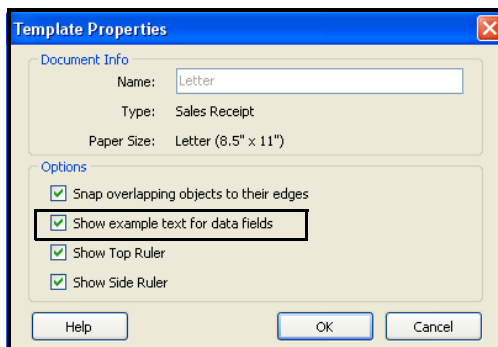 Template Properties
Document Info
Name: Letter
Type: Sales Receipt
Paper Size: Letter (8.5" x 11")
Options
Snap overlapping objects to their edges
Show example text for data fields
Show Top Ruler
Show Side Ruler
Help OK Cancel